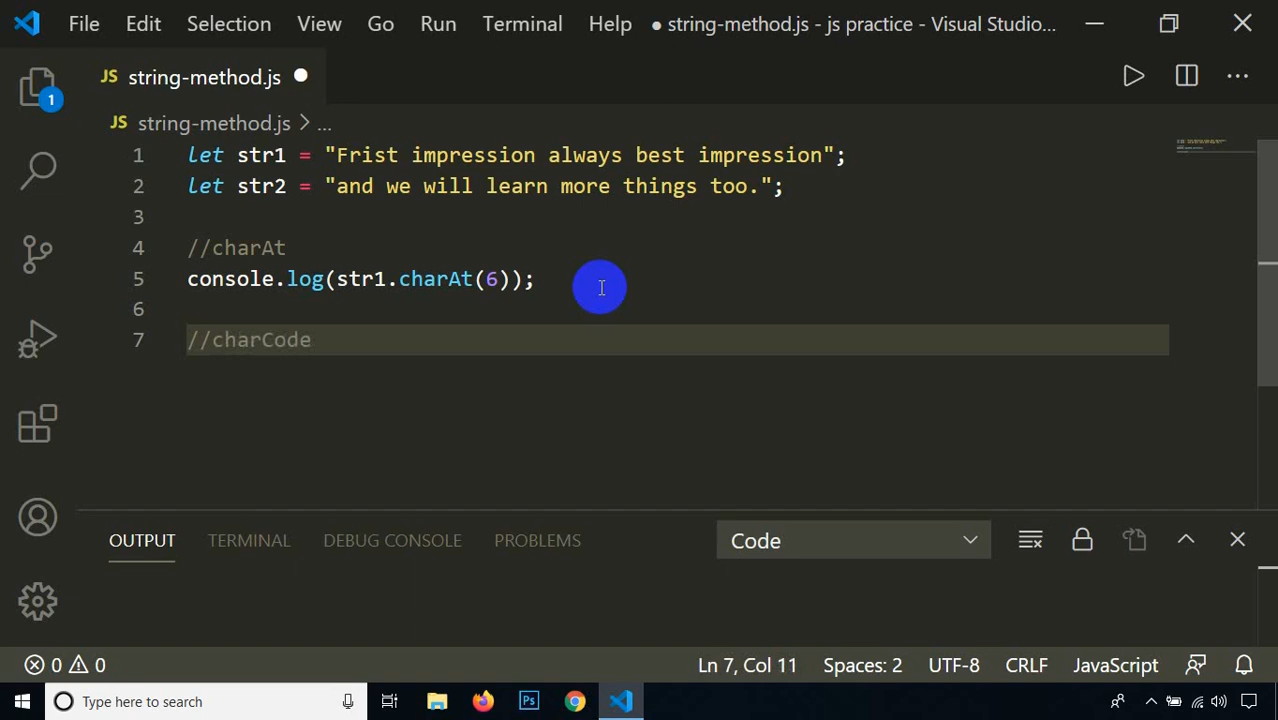 File Edit Selection View Go Run Terminal Help ● string-method.js - js practice - Visual Studio...
JS string-method.js ●
JS string-method.js > ...
1 let str1 = "Frist impression always best impression";
2 let str2 = "and we will learn more things too.";
3
4 //charAt
5 console.log(str1.charAt(6));
6
7 //charCode
1
OUTPUT TERMINAL DEBUG CONSOLE PROBLEMS Code
0 0 Ln 7, Col 11 Spaces: 2 UTF-8 CRLF JavaScript
Type here to search Ps